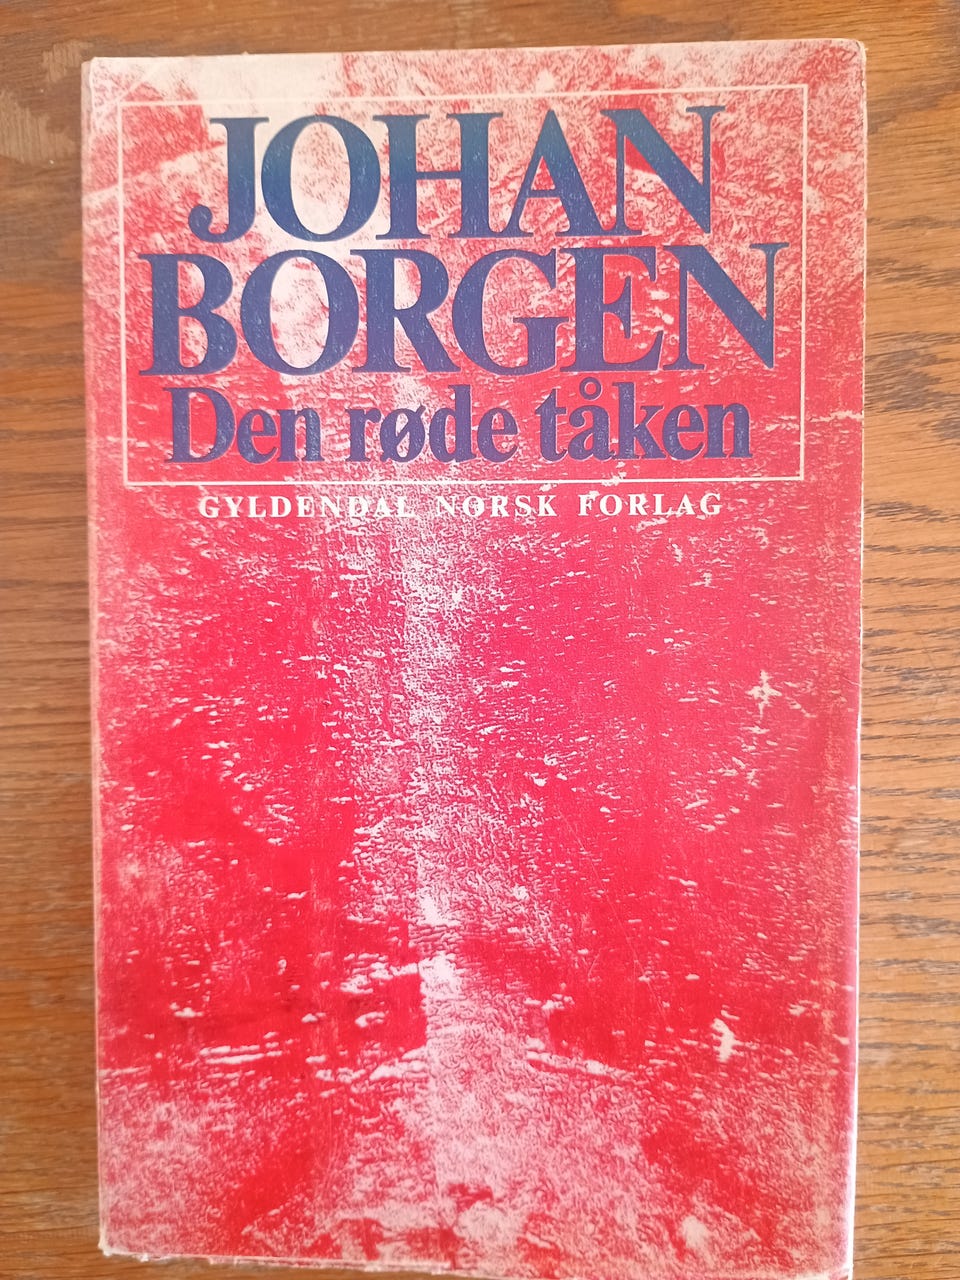 JOHAN
BORGEN
Den røde tåken
GYLDENDAL NORSK FORLAG